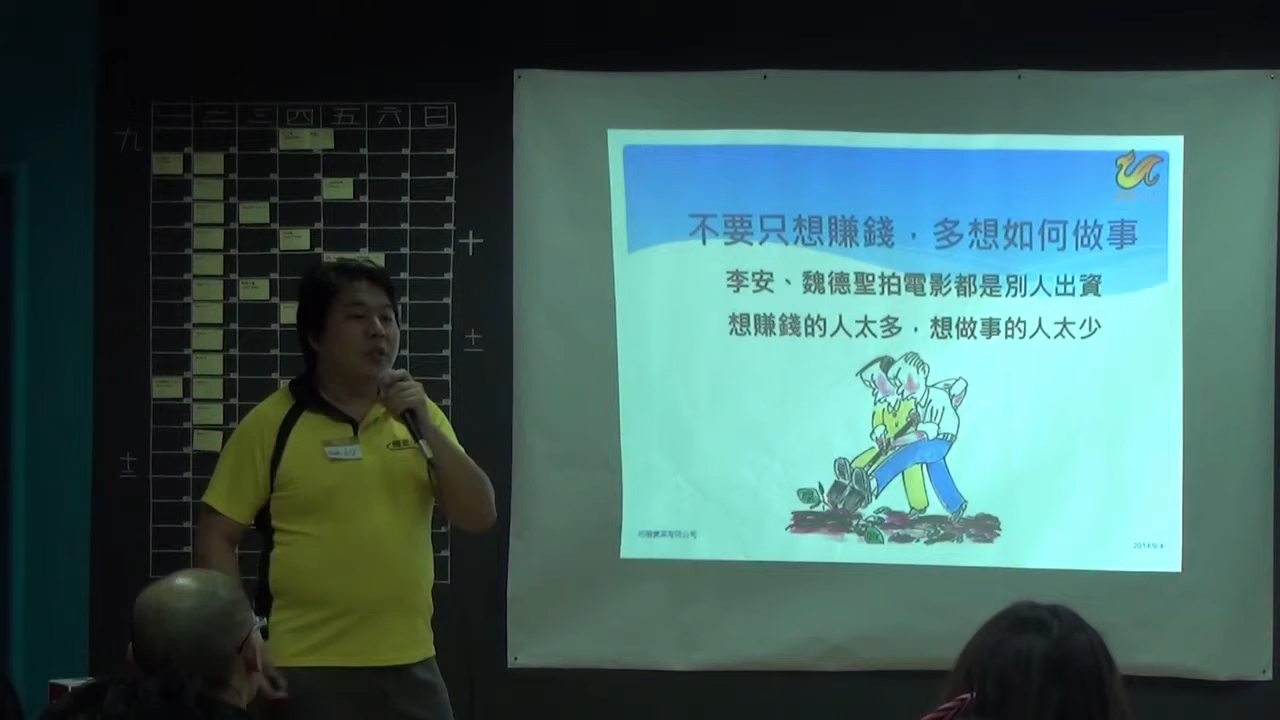 一 二 三 四 五 六 日
九
十
不要只想賺錢，多想如何做事
李安、魏德聖拍電影都是別人出資
想賺錢的人太多，想做事的人太少